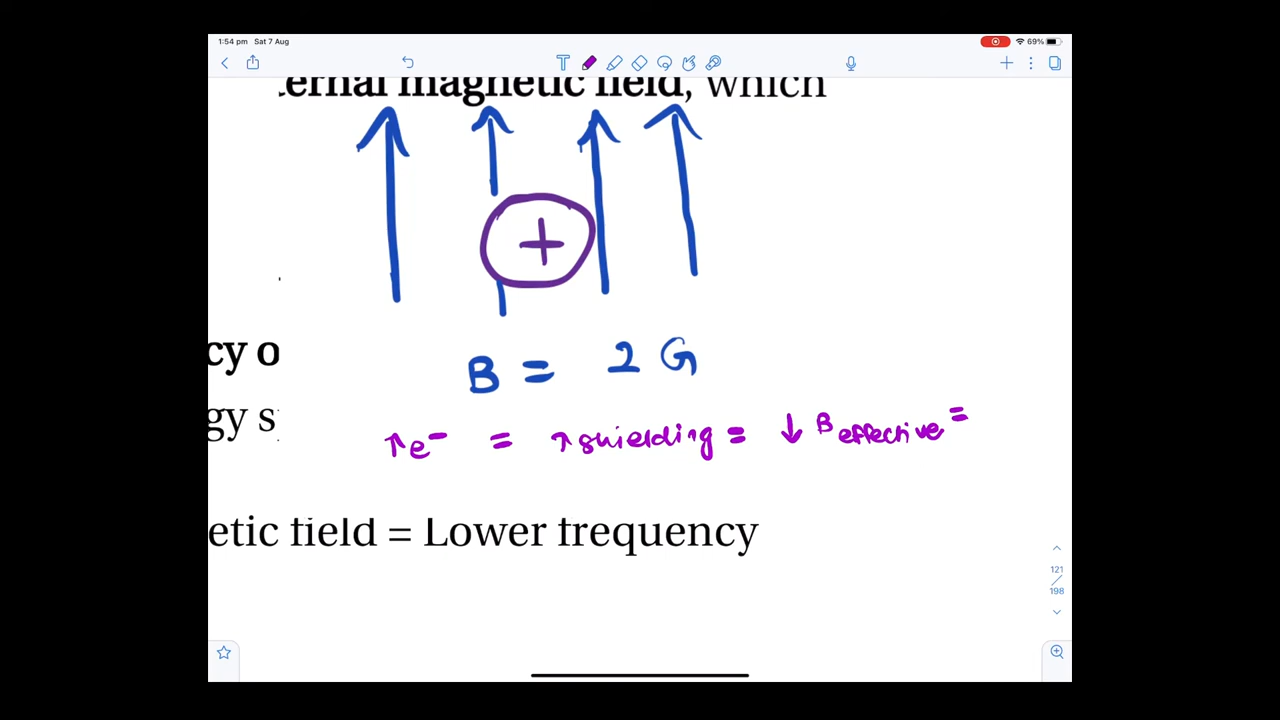 1:54 pm Sat 7 Aug 69%
ernal magnetic field, which
+
B = 2 G
cy o
gy s
↑e⁻ = ↑shielding = ↓ B effective =
etic field = Lower frequency
121
198